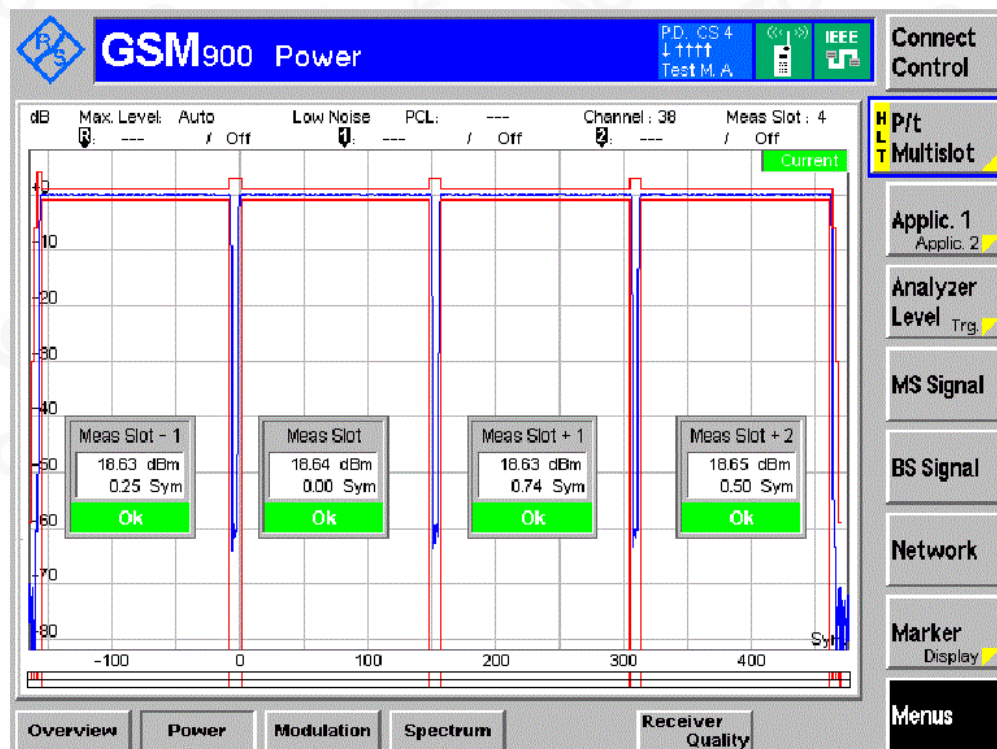 R/S
GSM900 Power
P.D. CS 4
↓ ↑↑↑↑
Test M. A.
IEEE
Connect
Control
dB Max. Level: Auto Low Noise PCL: --- Channel : 38 Meas Slot : 4
R: --- / Off 1: --- / Off 2: --- / Off
Current
+0
-10
-20
-30
-40
-50
-60
-70
-80
Meas Slot - 1
18.63 dBm
0.25 Sym
Ok
Meas Slot
18.64 dBm
0.00 Sym
Ok
Meas Slot + 1
18.63 dBm
0.74 Sym
Ok
Meas Slot + 2
18.65 dBm
0.50 Sym
Ok
Sym
-100 0 100 200 300 400
HLT
P/t
Multislot
Applic. 1
Applic. 2
Analyzer
Level Trg.
MS Signal
BS Signal
Network
Marker
Display
Menus
Overview Power Modulation Spectrum Receiver
Quality